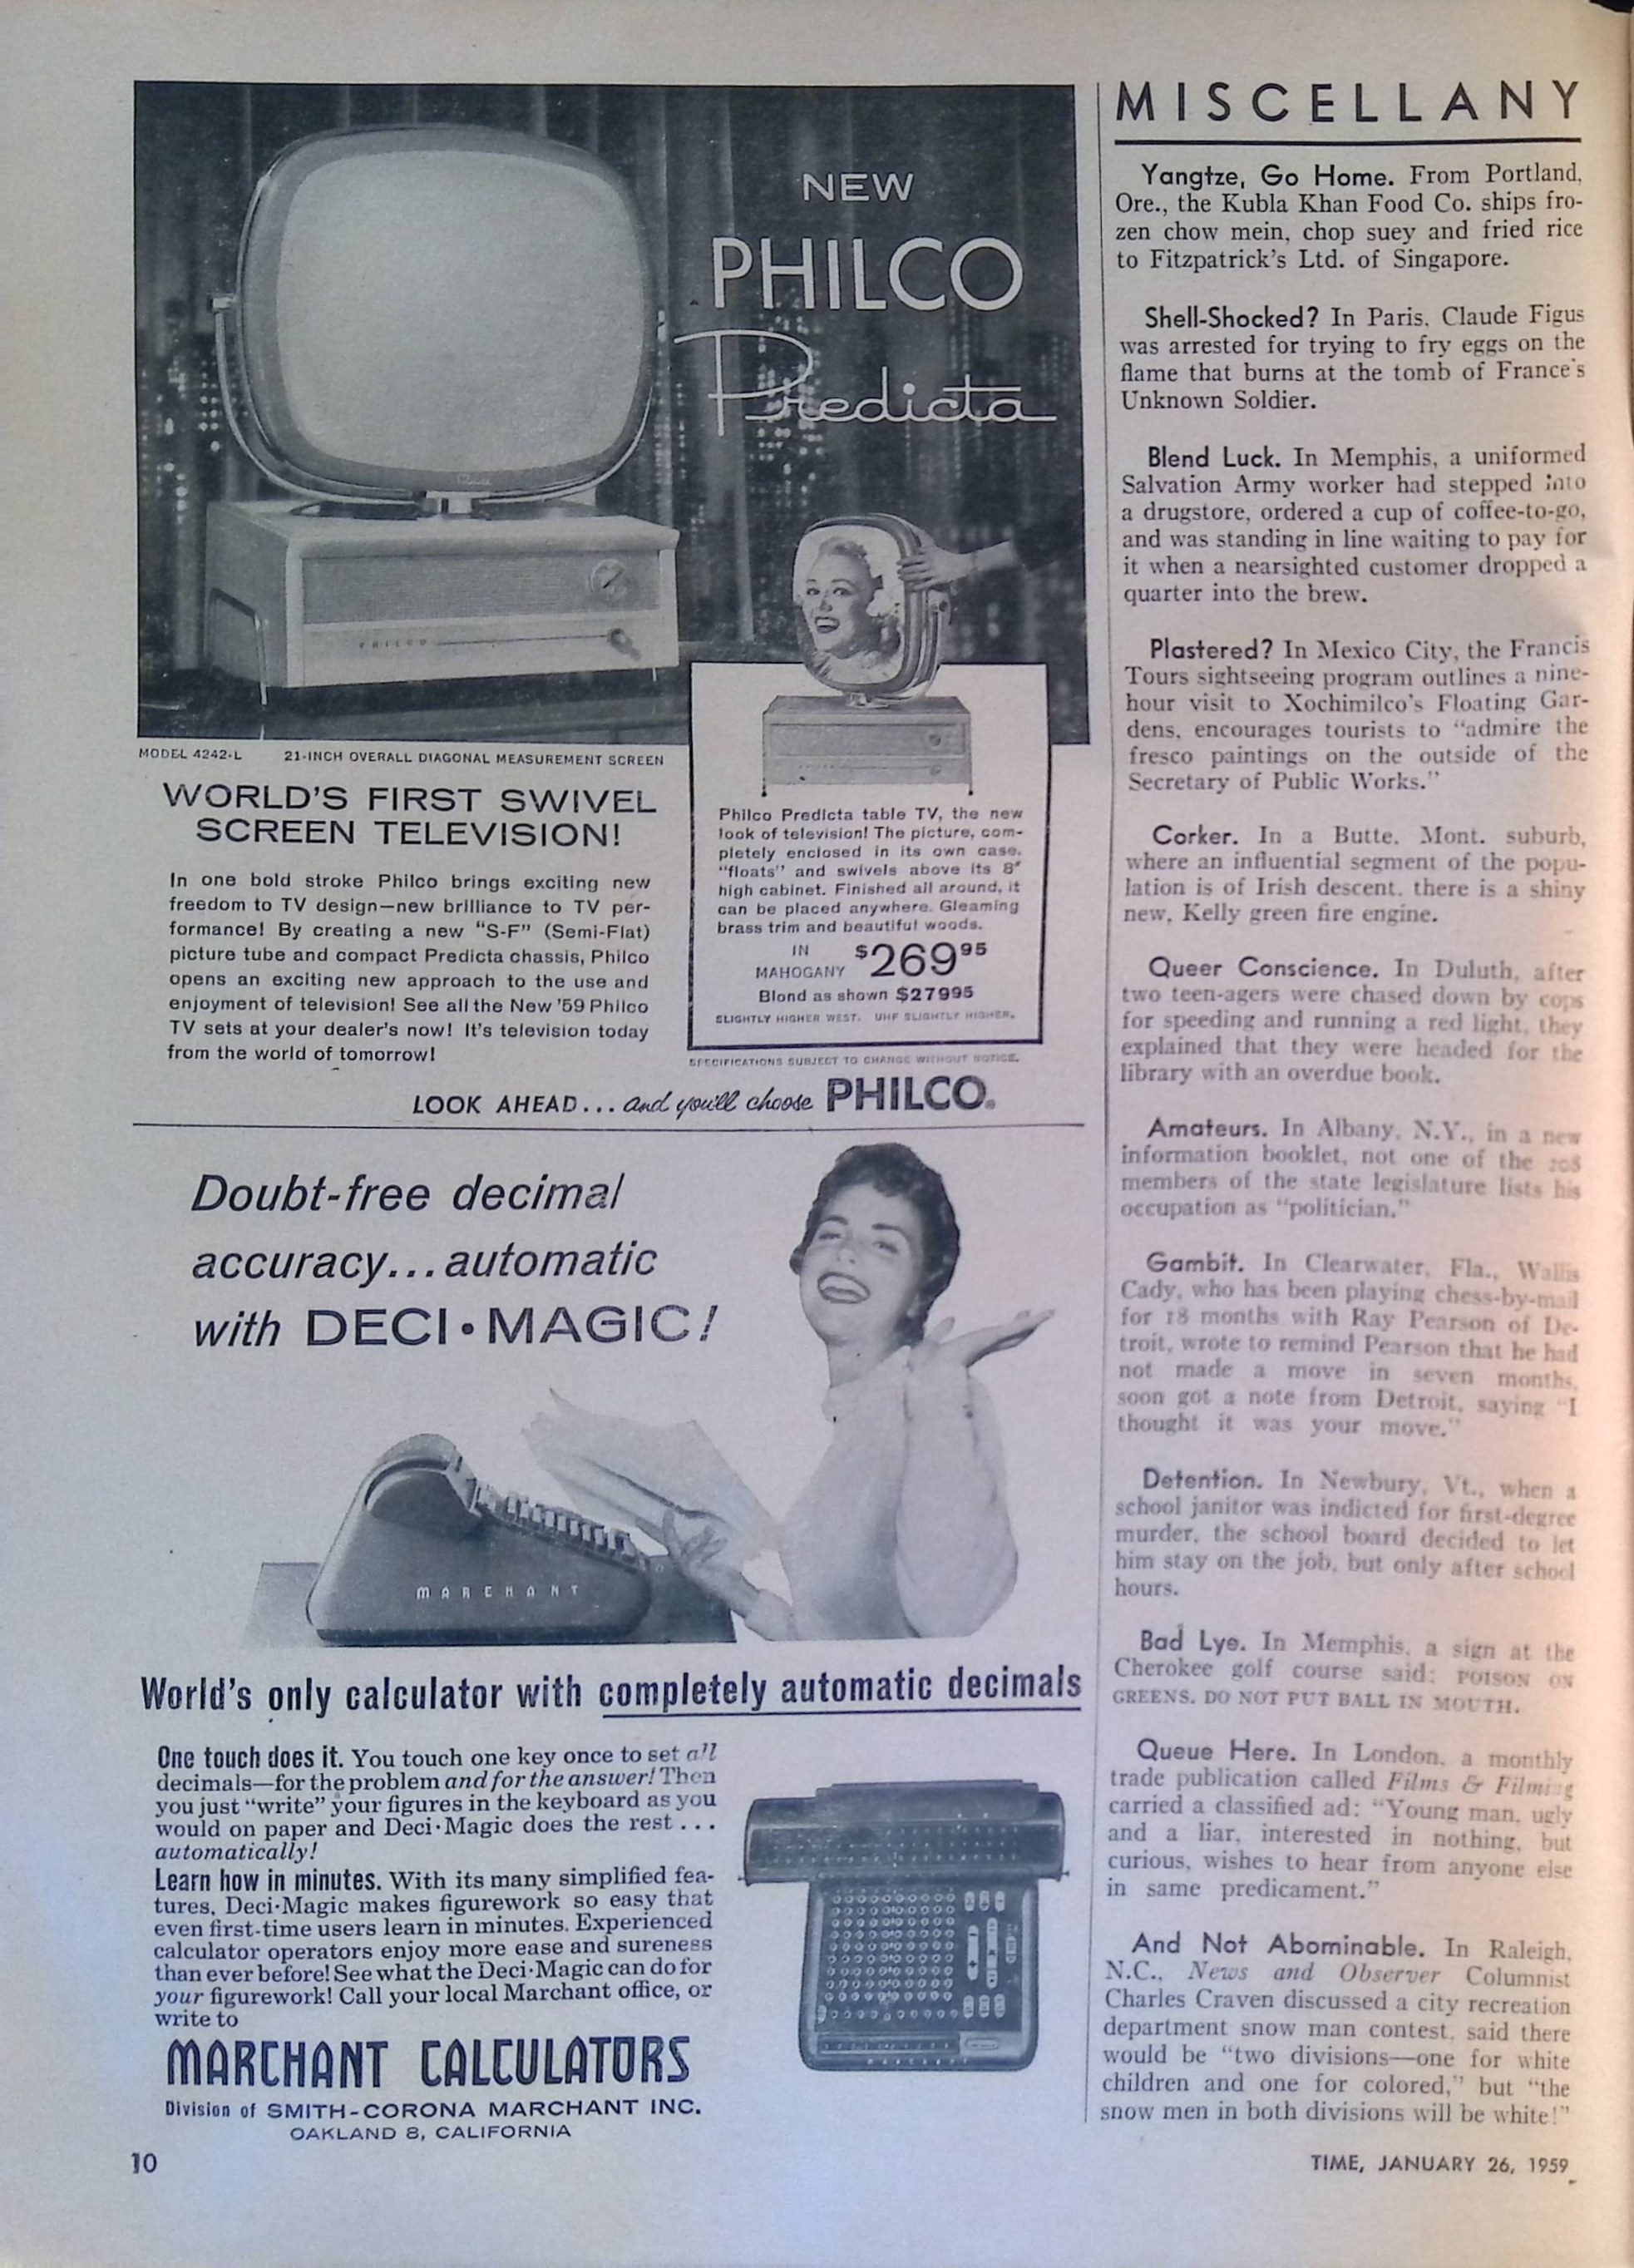 NEW
PHILCO
Predicta
PHILCO
MODEL 4242-L 21-INCH OVERALL DIAGONAL MEASUREMENT SCREEN
WORLD'S FIRST SWIVEL
SCREEN TELEVISION!
In one bold stroke Philco brings exciting new
freedom to TV design—new brilliance to TV per-
formance! By creating a new "S-F" (Semi-Flat)
picture tube and compact Predicta chassis, Philco
opens an exciting new approach to the use and
enjoyment of television! See all the New '59 Philco
TV sets at your dealer's now! It's television today
from the world of tomorrow!
Philco Predicta table TV, the new
look of television! The picture, com-
pletely enclosed in its own case,
"floats" and swivels above its 8"
high cabinet. Finished all around, it
can be placed anywhere. Gleaming
brass trim and beautiful woods.
IN
MAHOGANY $269 95
Blond as shown $27995
SLIGHTLY HIGHER WEST. UHF SLIGHTLY HIGHER.
SPECIFICATIONS SUBJECT TO CHANGE WITHOUT NOTICE.
LOOK AHEAD... and you'll choose PHILCO®
Doubt-free decimal
accuracy...automatic
with DECI•MAGIC!
MARCHANT
World's only calculator with completely automatic decimals
One touch does it. You touch one key once to set all
decimals—for the problem and for the answer! Then
you just "write" your figures in the keyboard as you
would on paper and Deci·Magic does the rest...
automatically!
Learn how in minutes. With its many simplified fea-
tures, Deci·Magic makes figurework so easy that
even first-time users learn in minutes. Experienced
calculator operators enjoy more ease and sureness
than ever before! See what the Deci·Magic can do for
your figurework! Call your local Marchant office, or
write to
MARCHANT CALCULATORS
Division of SMITH-CORONA MARCHANT INC.
OAKLAND 8, CALIFORNIA
MARCHANT
10
MISCELLANY
Yangtze, Go Home. From Portland,
Ore., the Kubla Khan Food Co. ships fro-
zen chow mein, chop suey and fried rice
to Fitzpatrick's Ltd. of Singapore.
Shell-Shocked? In Paris, Claude Figus
was arrested for trying to fry eggs on the
flame that burns at the tomb of France's
Unknown Soldier.
Blend Luck. In Memphis, a uniformed
Salvation Army worker had stepped into
a drugstore, ordered a cup of coffee-to-go,
and was standing in line waiting to pay for
it when a nearsighted customer dropped a
quarter into the brew.
Plastered? In Mexico City, the Francis
Tours sightseeing program outlines a nine-
hour visit to Xochimilco's Floating Gar-
dens, encourages tourists to "admire the
fresco paintings on the outside of the
Secretary of Public Works."
Corker. In a Butte, Mont. suburb,
where an influential segment of the popu-
lation is of Irish descent, there is a shiny
new, Kelly green fire engine.
Queer Conscience. In Duluth, after
two teen-agers were chased down by cops
for speeding and running a red light, they
explained that they were headed for the
library with an overdue book.
Amateurs. In Albany, N.Y., in a new
information booklet, not one of the 208
members of the state legislature lists his
occupation as "politician."
Gambit. In Clearwater, Fla., Wallis
Cady, who has been playing chess-by-mail
for 18 months with Ray Pearson of De-
troit, wrote to remind Pearson that he had
not made a move in seven months,
soon got a note from Detroit, saying "I
thought it was your move."
Detention. In Newbury, Vt., when a
school janitor was indicted for first-degree
murder, the school board decided to let
him stay on the job, but only after school
hours.
Bad Lye. In Memphis, a sign at the
Cherokee golf course said: POISON ON
GREENS. DO NOT PUT BALL IN MOUTH.
Queue Here. In London, a monthly
trade publication called Films & Filming
carried a classified ad: "Young man, ugly
and a liar, interested in nothing, but
curious, wishes to hear from anyone else
in same predicament."
And Not Abominable. In Raleigh,
N.C., News and Observer Columnist
Charles Craven discussed a city recreation
department snow man contest, said there
would be "two divisions—one for white
children and one for colored," but "the
snow men in both divisions will be white!"
TIME, JANUARY 26, 1959